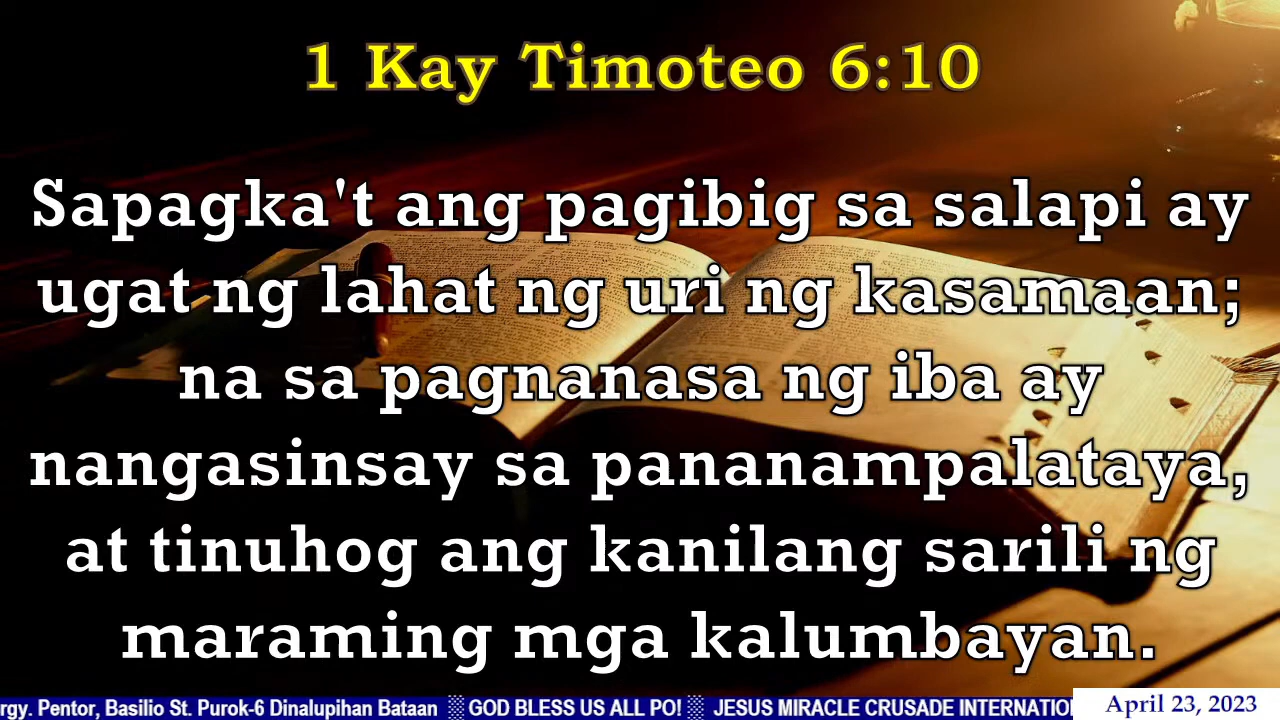 1 Kay Timoteo 6:10
Sapagka't ang pagibig sa salapi ay
ugat ng lahat ng uri ng kasamaan;
na sa pagnanasa ng iba ay
nangasinsay sa pananampalataya,
at tinuhog ang kanilang sarili ng
maraming mga kalumbayan.
Pentor, Basilio St. Purok-6 Dinalupihan Bataan ░ GOD BLESS US ALL PO! ░ JESUS MIRACLE CRUSADE
April 23, 2023